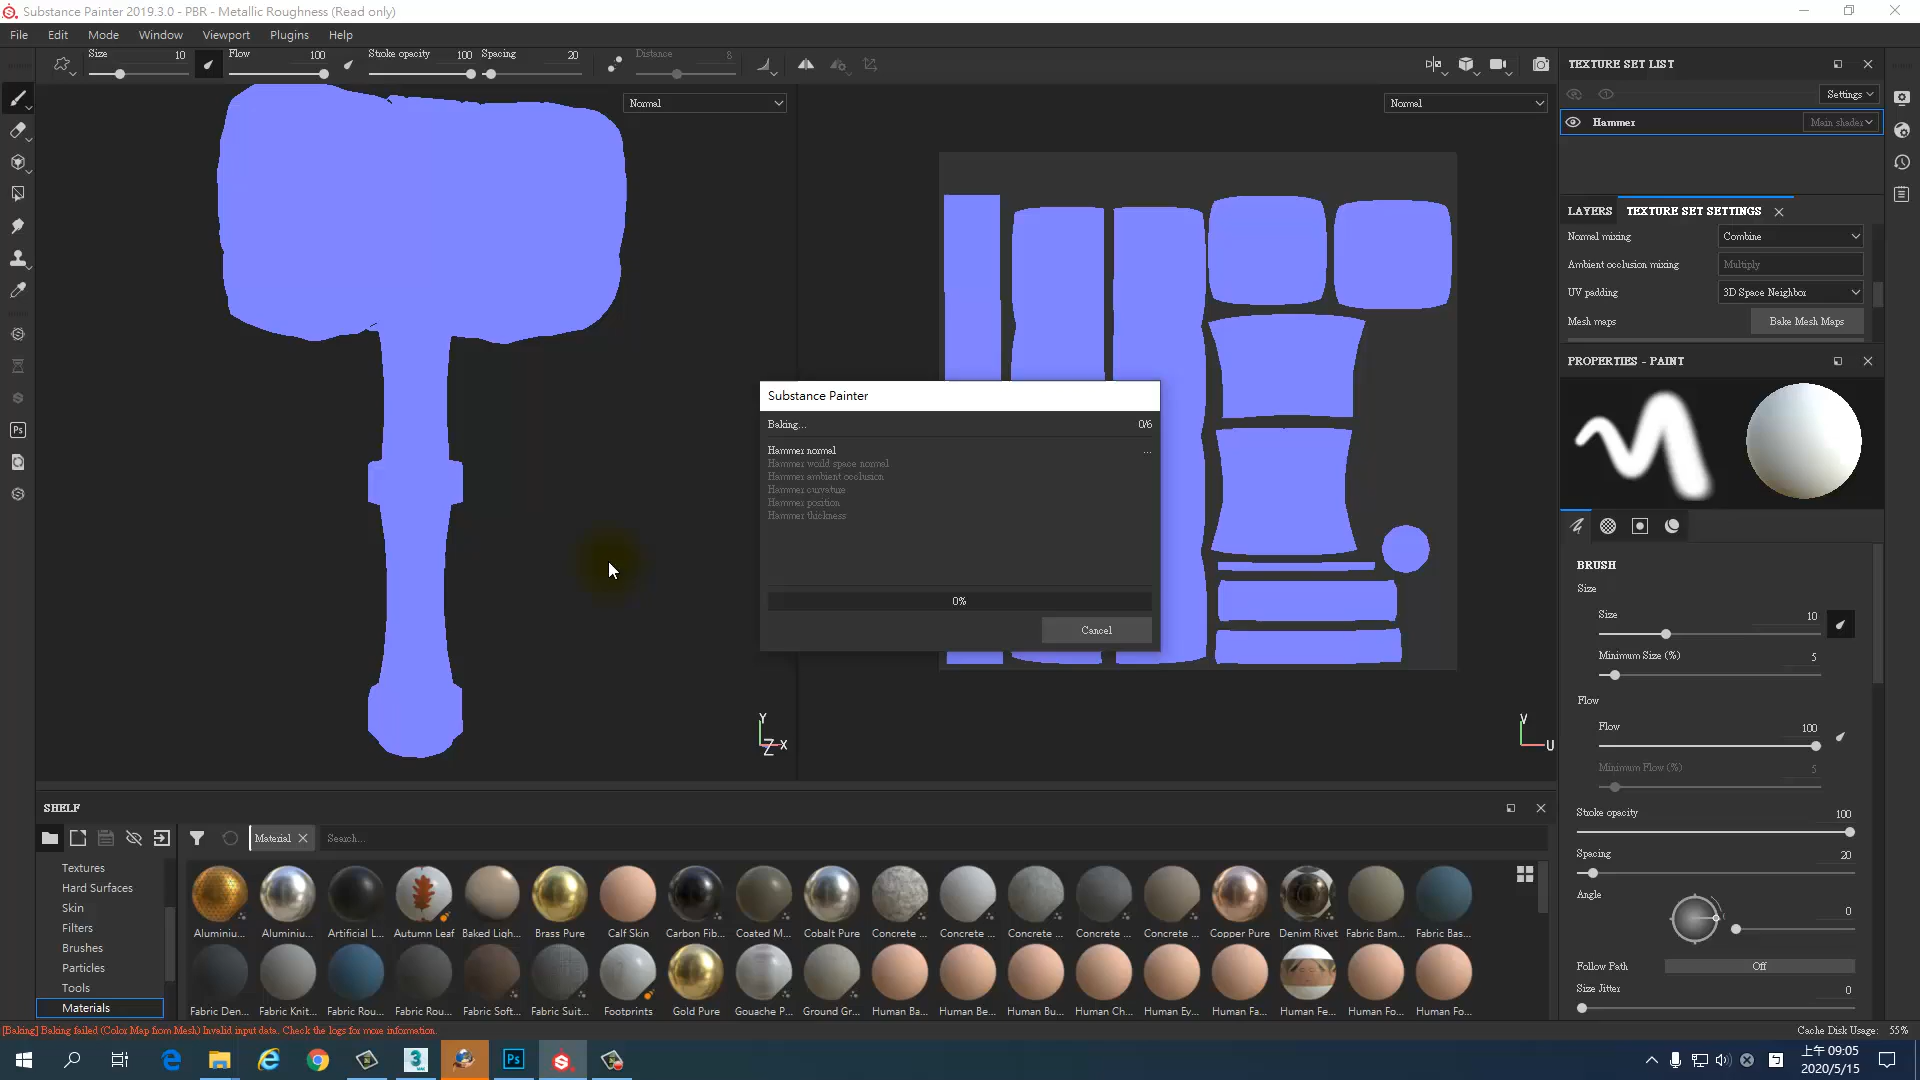 Substance Painter 2019.3.0 - PBR - Metallic Roughness (Read only)
File Edit Mode Window Viewport Plugins Help
Size 10 Flow 100 Stroke opacity 100 Spacing 20 Distance 8
Normal
Normal
TEXTURE SET LIST
Settings
Hammer Main shader
LAYERS TEXTURE SET SETTINGS
Normal mixing Combine
Ambient occlusion mixing Multiply
UV padding 3D Space Neighbor
Mesh maps Bake Mesh Maps
PROPERTIES - PAINT
Substance Painter
Baking... 0/6
Hammer normal ...
Hammer world space normal
Hammer ambient occlusion
Hammer curvature
Hammer position
Hammer thickness
0%
Cancel
Y
Z X
V
U
BRUSH
Size
Size 10
Minimum Size (%) 5
Flow
Flow 100
Minimum Flow (%) 5
Stroke opacity 100
Spacing 20
Angle 0
Follow Path Off
Size Jitter 0
SHELF
Material Search...
Textures
Hard Surfaces
Skin
Filters
Brushes
Particles
Tools
Materials
Aluminiu... Aluminiu... Artificial L... Autumn Leaf Baked Ligh... Brass Pure Calf Skin Carbon Fib... Coated M... Cobalt Pure Concrete ... Concrete ... Concrete ... Concrete ... Concrete ... Copper Pure Denim Rivet Fabric Bam... Fabric Bas...
Fabric Den... Fabric Knit... Fabric Rou... Fabric Rou... Fabric Soft... Fabric Suit... Footprints Gold Pure Gouache P... Ground Gr... Human Ba... Human Be... Human Bu... Human Ch... Human Ey... Human Fa... Human Fe... Human Fo... Human Fo...
[Baking] Baking failed (Color Map from Mesh) Invalid input data. Check the logs for more information.
Cache Disk Usage: 55%
Ps
3
Ps
上午 09:05
2020/5/15